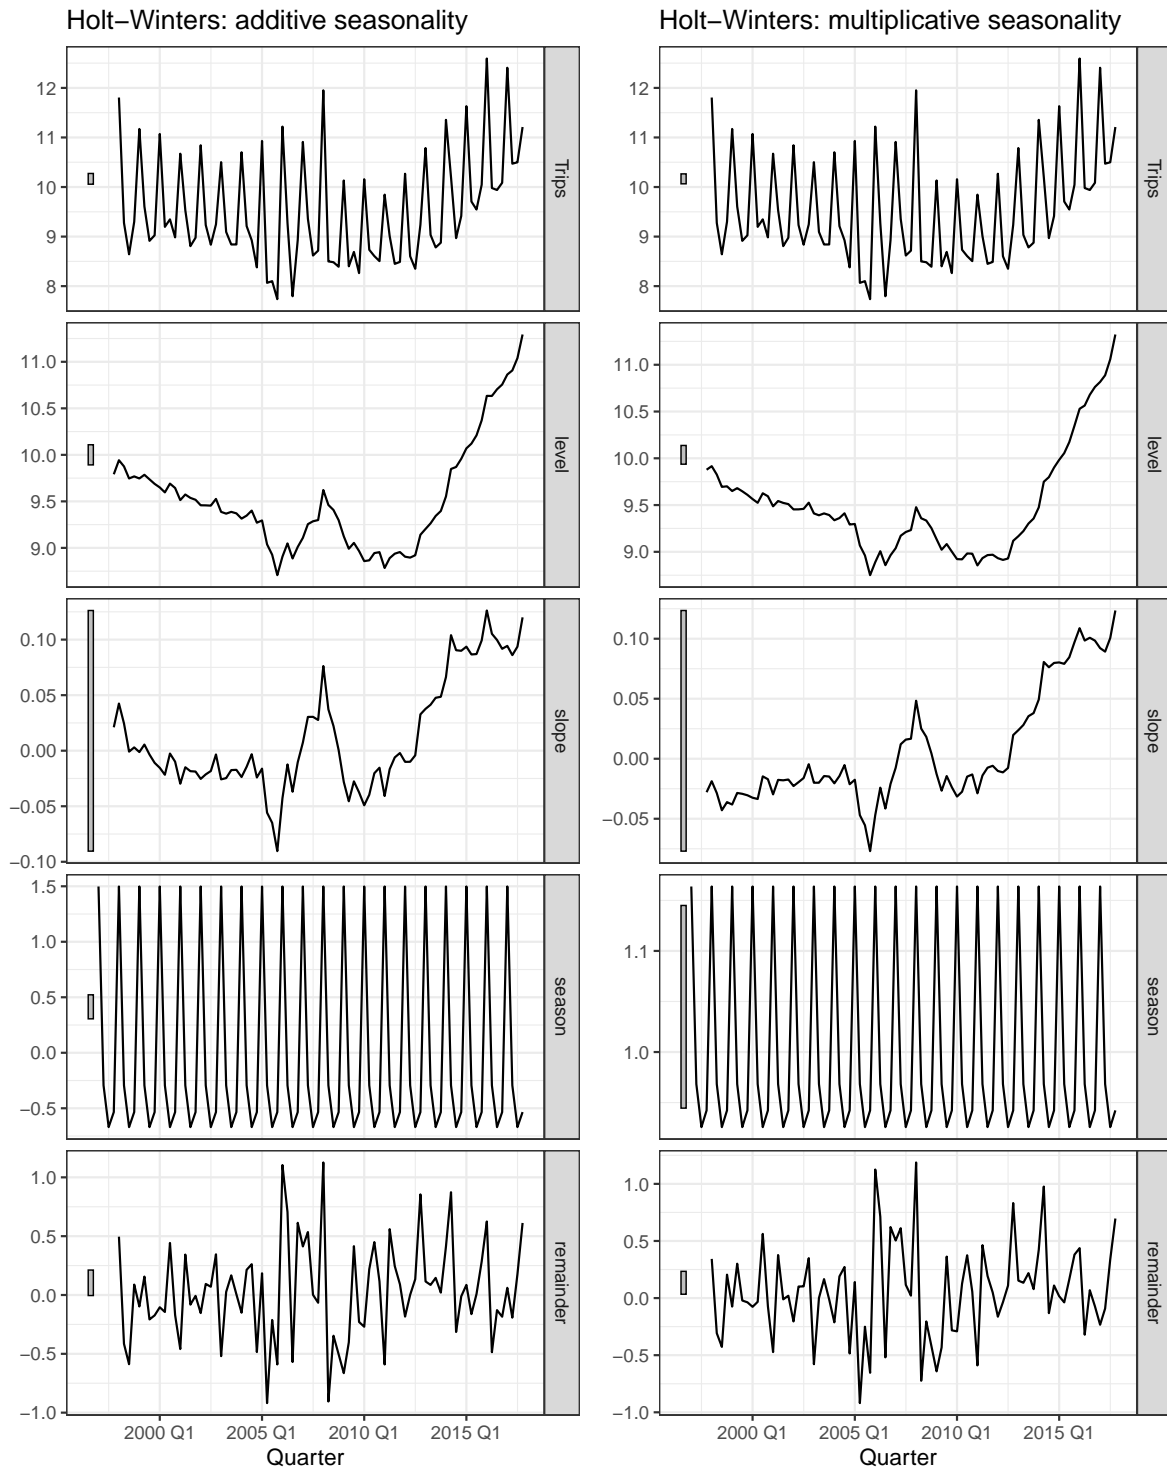 Holt−Winters: additive seasonality
12
11
10
9
8
Trips
11.0
10.5
10.0
9.5
9.0
level
0.10
0.05
0.00
−0.05
−0.10
slope
1.5
1.0
0.5
0.0
−0.5
season
1.0
0.5
0.0
−0.5
−1.0
remainder
2000 Q1 2005 Q1 2010 Q1 2015 Q1
Quarter
Holt−Winters: multiplicative seasonality
12
11
10
9
8
Trips
11.0
10.5
10.0
9.5
9.0
level
0.10
0.05
0.00
−0.05
slope
1.1
1.0
season
1.0
0.5
0.0
−0.5
−1.0
remainder
2000 Q1 2005 Q1 2010 Q1 2015 Q1
Quarter